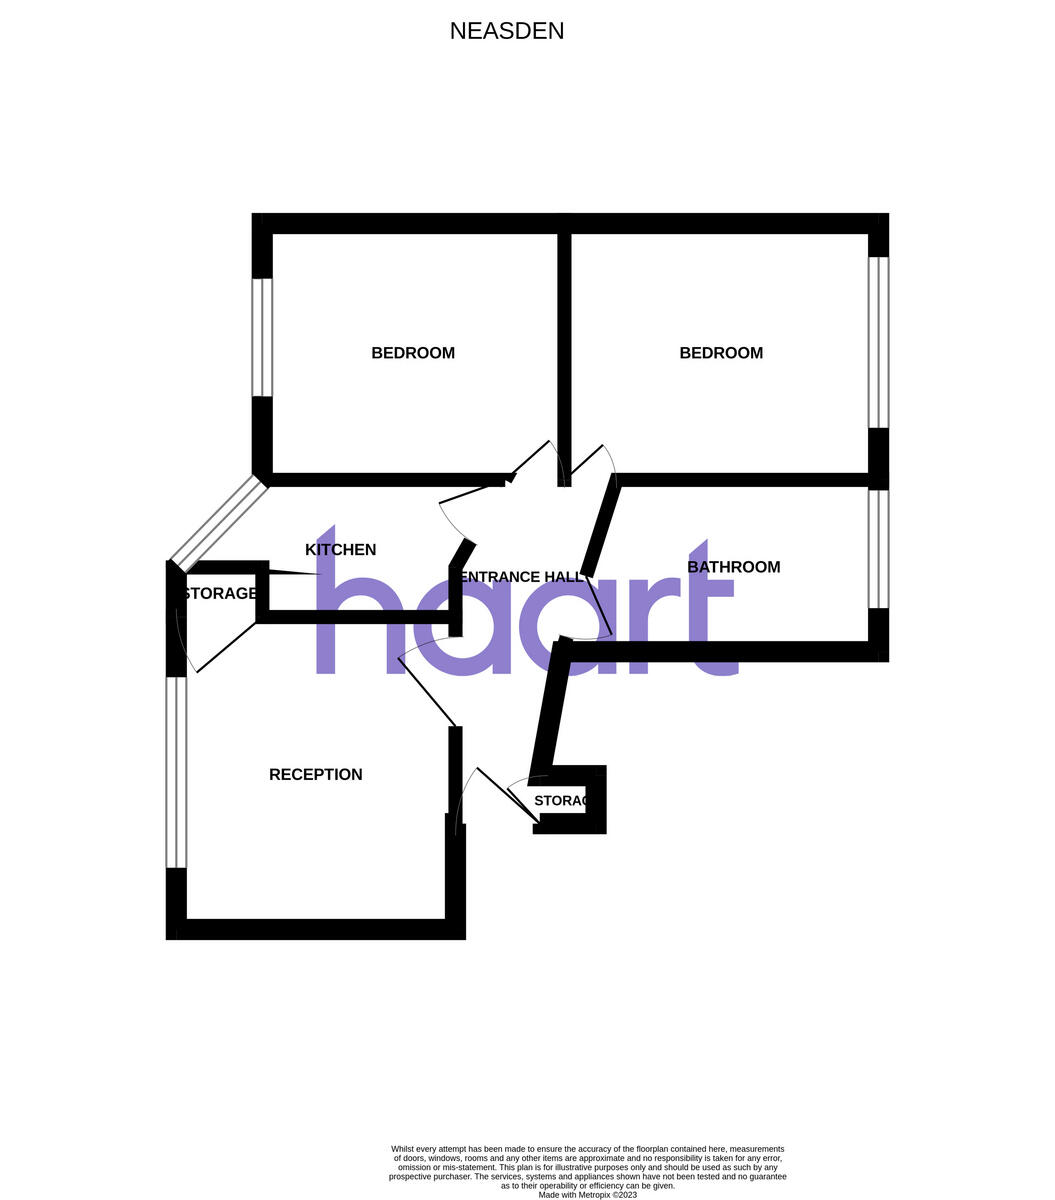 NEASDEN
BEDROOM
BEDROOM
KITCHEN
BATHROOM
ENTRANCE HALL
STORAGE
haart
RECEPTION
STORAG
Whilst every attempt has been made to ensure the accuracy of the floorplan contained here, measurements
of doors, windows, rooms and any other items are approximate and no responsibility is taken for any error,
omission or mis-statement. This plan is for illustrative purposes only and should be used as such by any
prospective purchaser. The services, systems and appliances shown have not been tested and no guarantee
as to their operability or efficiency can be given.
Made with Metropix ©2023